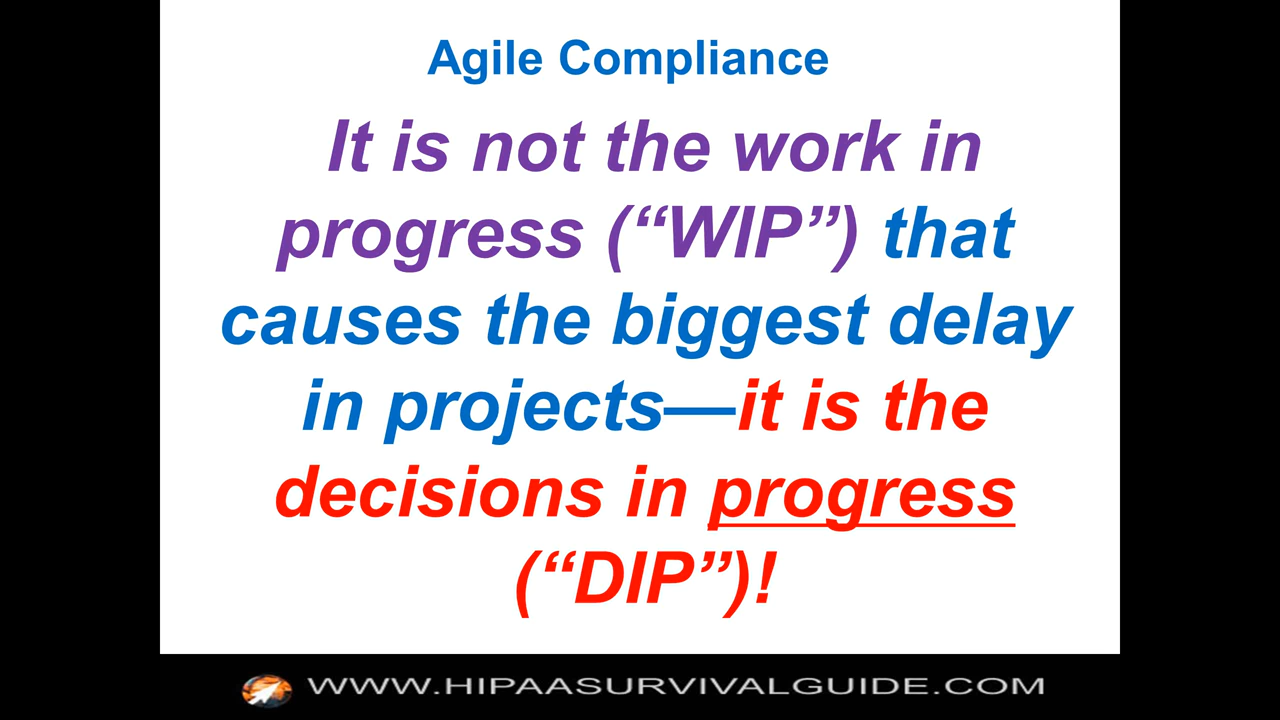 Agile Compliance
It is not the work in
progress (“WIP”) that
causes the biggest delay
in projects—it is the
decisions in progress
(“DIP”)!
WWW.HIPAASURVIVALGUIDE.COM